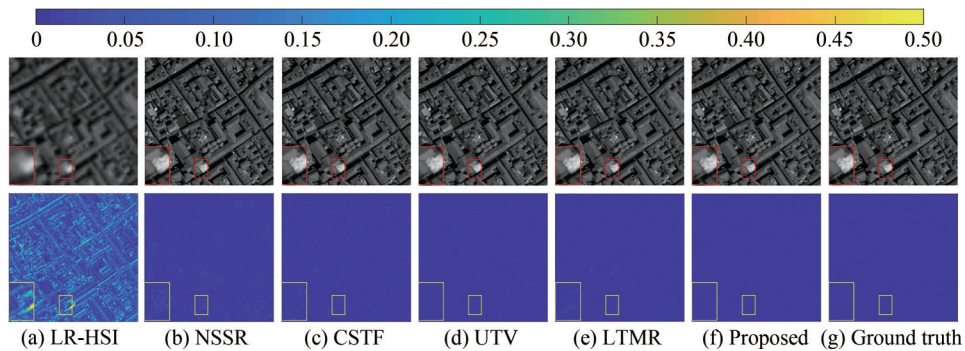 0 0.05 0.10 0.15 0.20 0.25 0.30 0.35 0.40 0.45 0.50
(a) LR-HSI (b) NSSR (c) CSTF (d) UTV (e) LTMR (f) Proposed (g) Ground truth